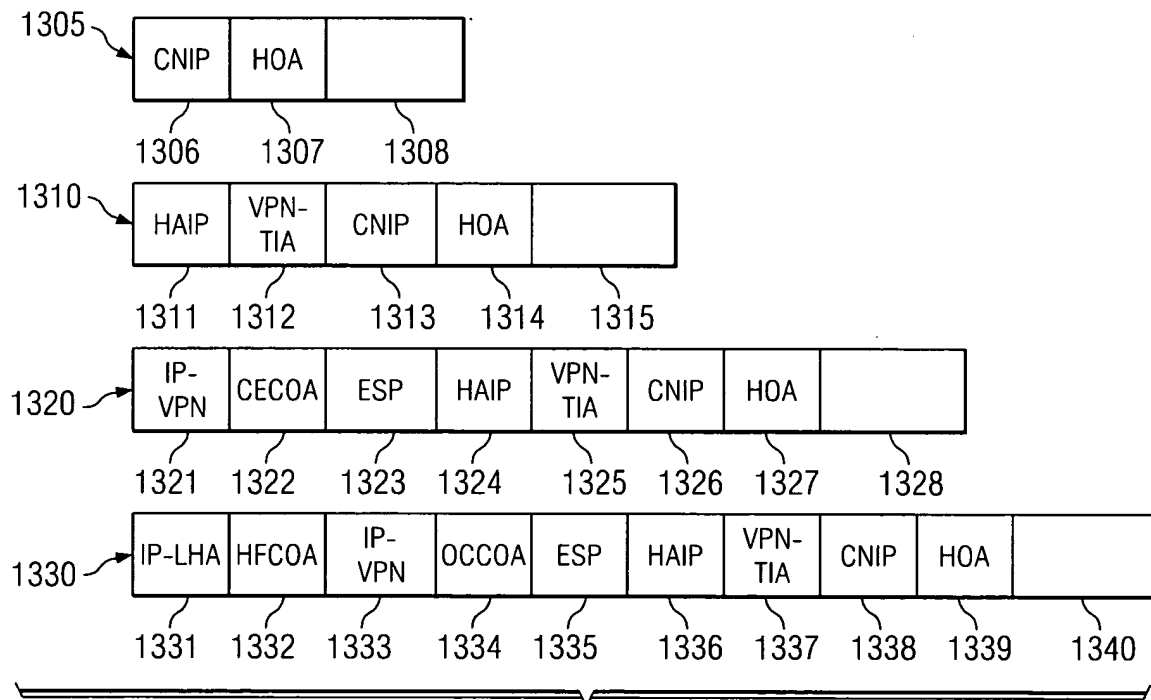 1305
CNIP HOA
1306 1307 1308
1310
HAIP VPN-TIA CNIP HOA
1311 1312 1313 1314 1315
1320
IP-VPN CECOA ESP HAIP VPN-TIA CNIP HOA
1321 1322 1323 1324 1325 1326 1327 1328
1330
IP-LHA HFCOA IP-VPN OCCOA ESP HAIP VPN-TIA CNIP HOA
1331 1332 1333 1334 1335 1336 1337 1338 1339 1340